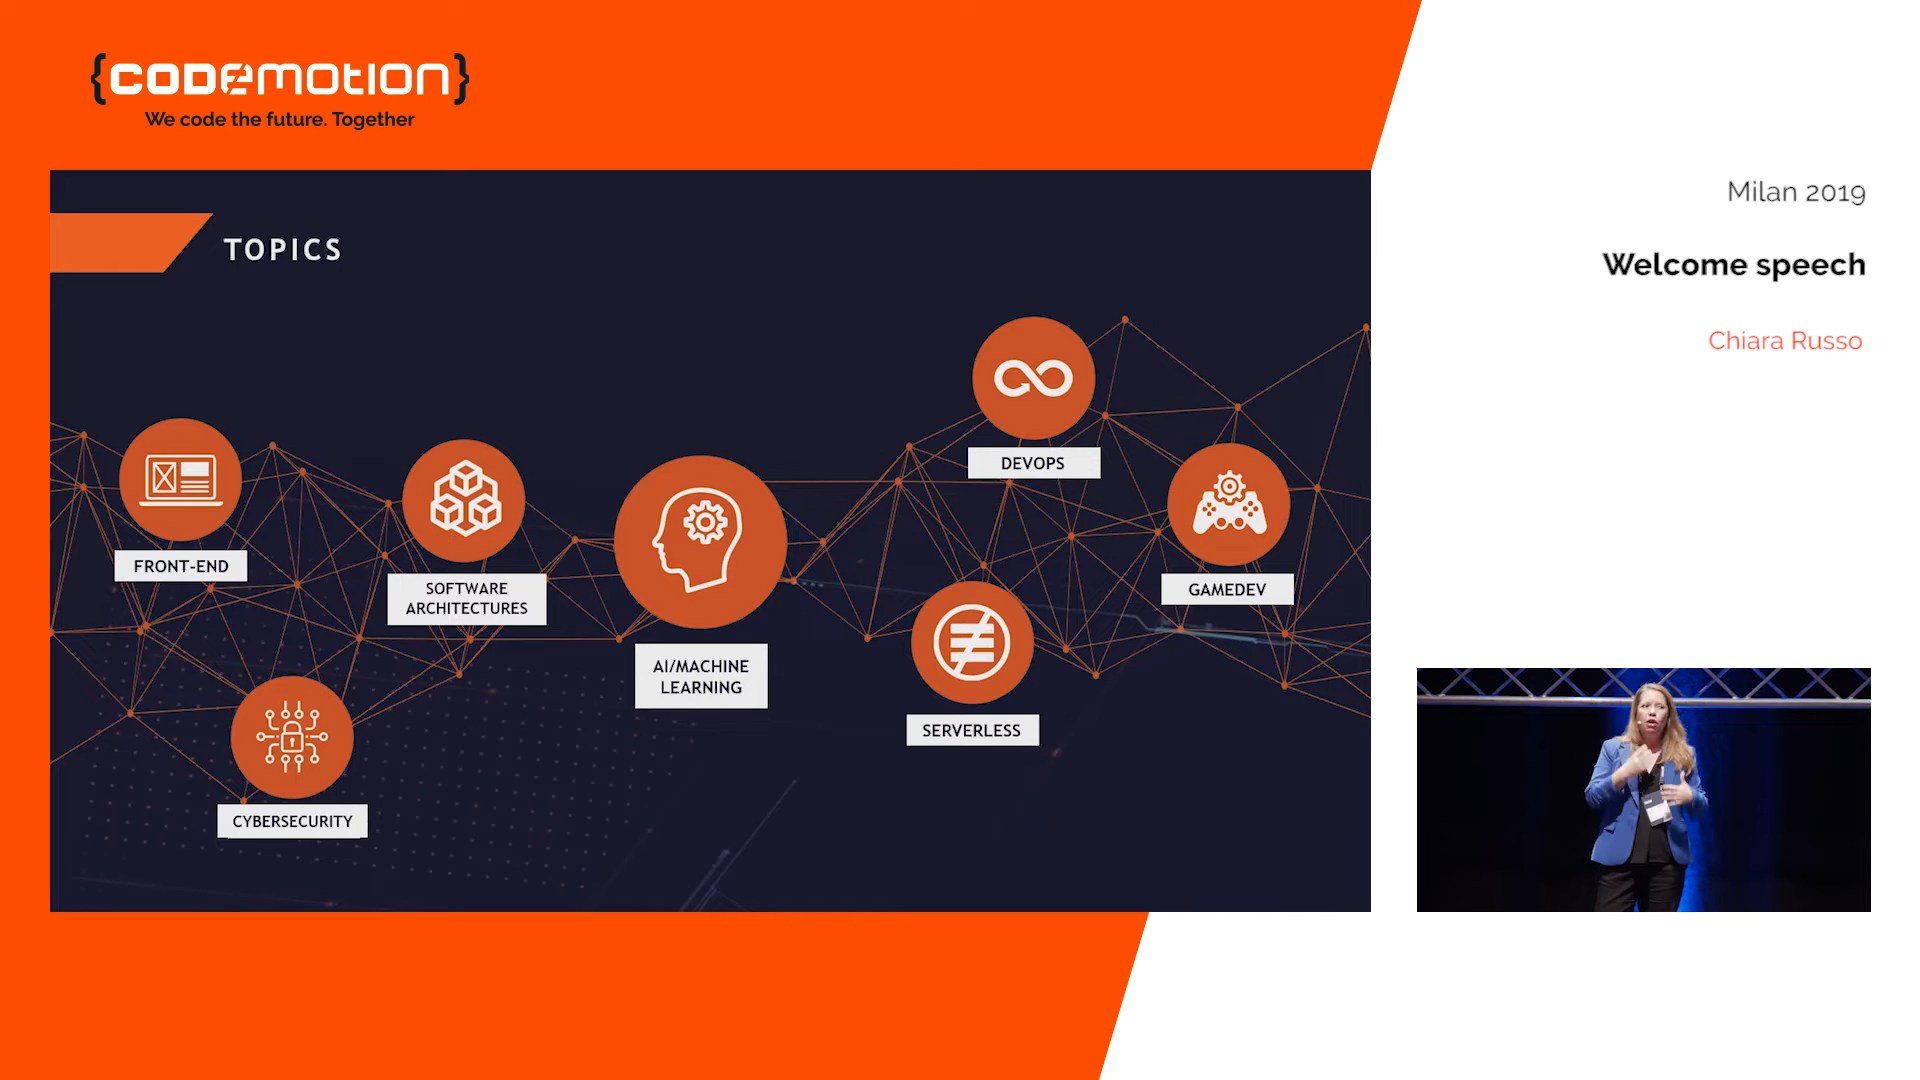 {CODEMOTION}
We code the future. Together
TOPICS
FRONT-END
SOFTWARE
ARCHITECTURES
AI/MACHINE
LEARNING
DEVOPS
GAMEDEV
SERVERLESS
CYBERSECURITY
Milan 2019
Welcome speech
Chiara Russo